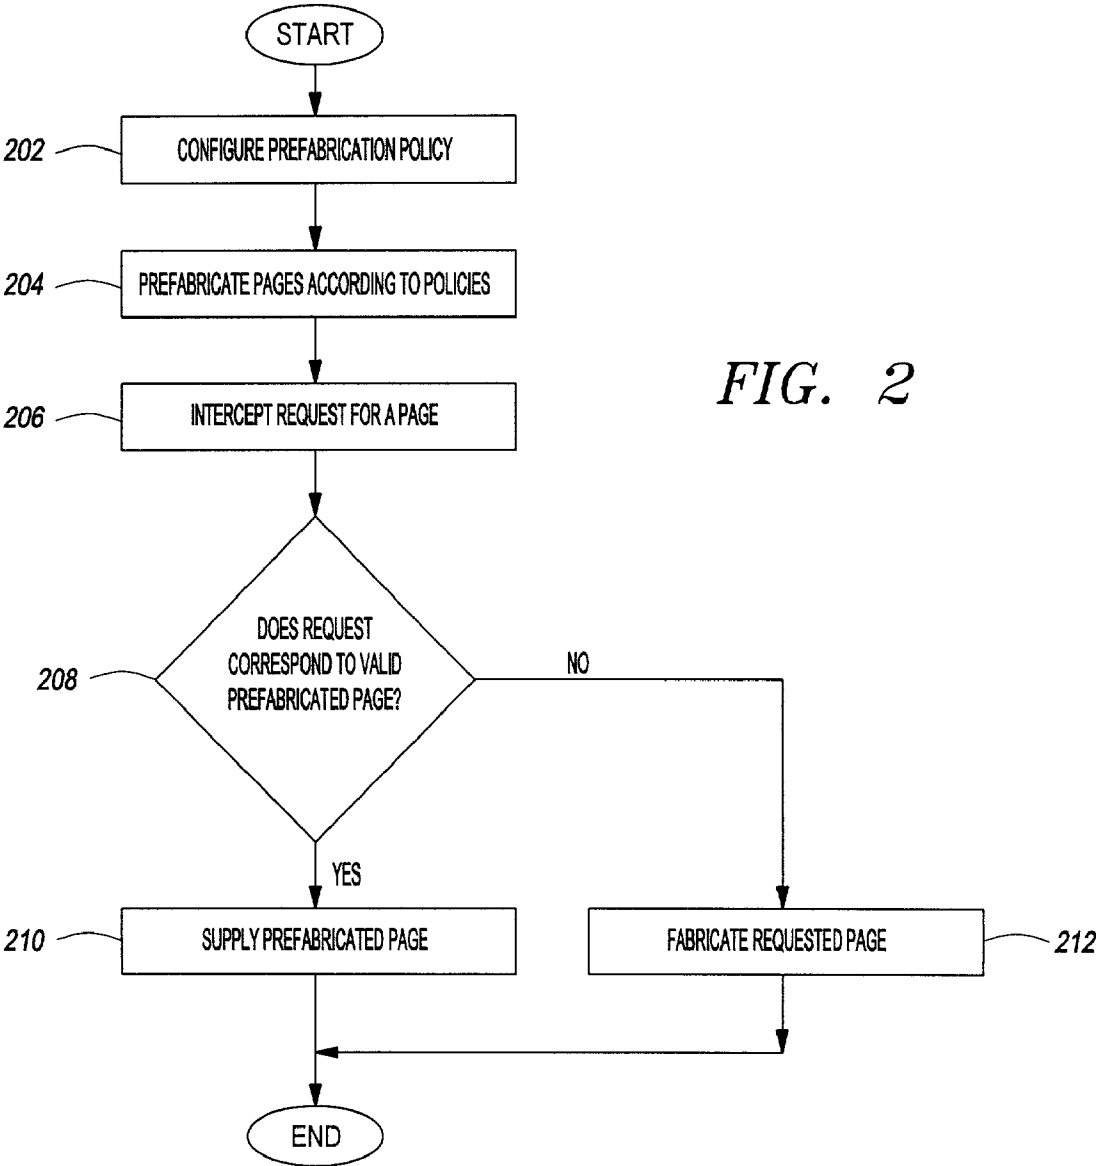 START
202
CONFIGURE PREFABRICATION POLICY
204
PREFABRICATE PAGES ACCORDING TO POLICIES
206
INTERCEPT REQUEST FOR A PAGE
FIG. 2
208
DOES REQUEST
CORRESPOND TO VALID
PREFABRICATED PAGE?
NO
YES
210
SUPPLY PREFABRICATED PAGE
FABRICATE REQUESTED PAGE
212
END